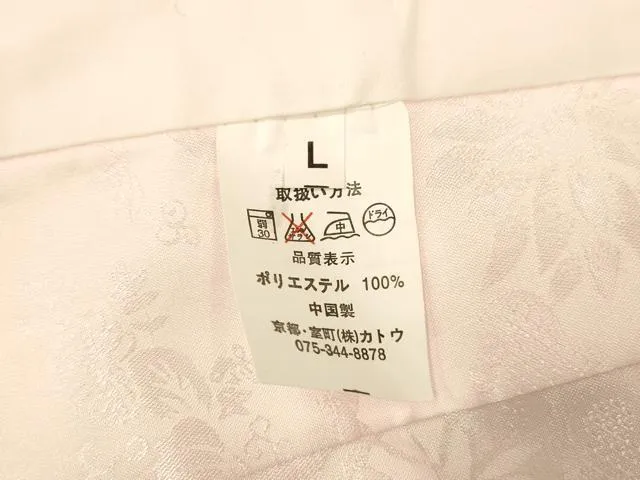 L
取扱い方法
弱 30 エンソサラシ 中 ドライ
品質表示
ポリエステル 100%
中国製
京都・室町(株)カトウ
075-344-8878